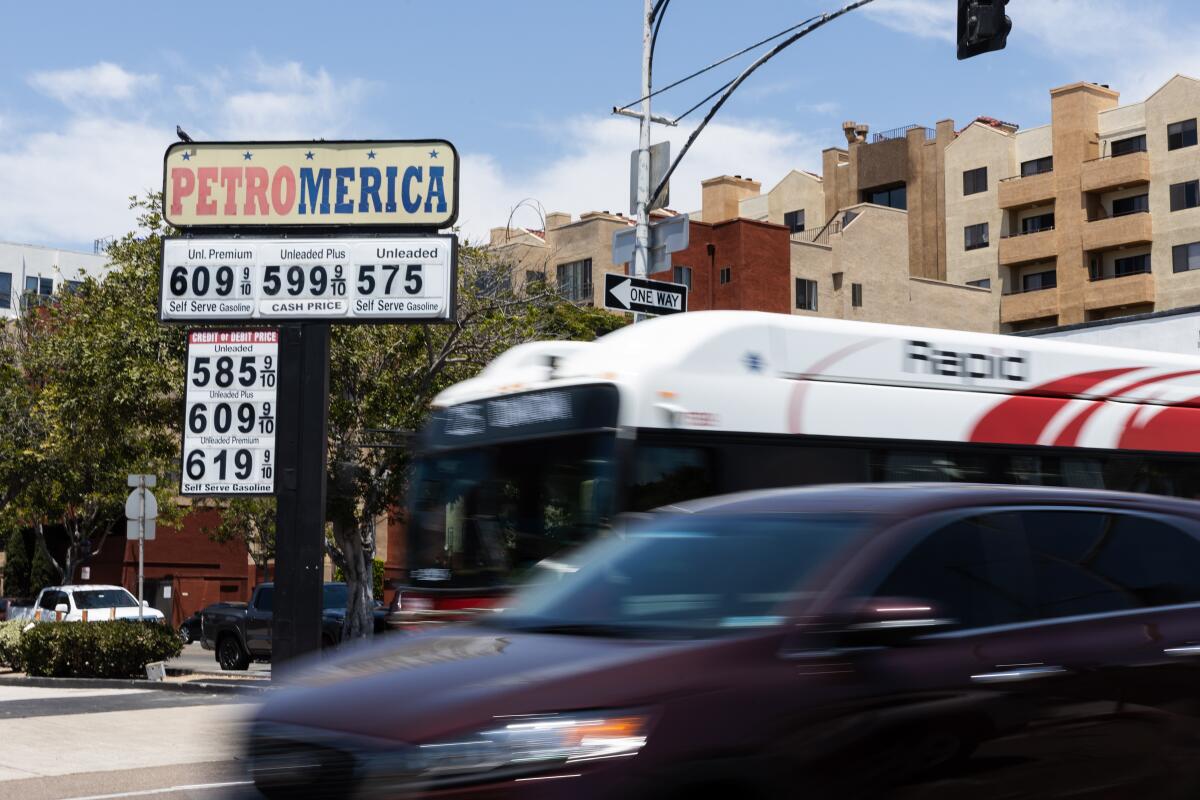 PETROMERICA
Unl. Premium Unleaded Plus Unleaded
609 9/10 599 9/10 575
Self Serve Gasoline CASH PRICE Self Serve Gasoline
CREDIT or DEBIT PRICE
Unleaded
585 9/10
Unleaded Plus
609 9/10
Unleaded Premium
619 9/10
Self Serve Gasoline
ONE WAY
Rapid